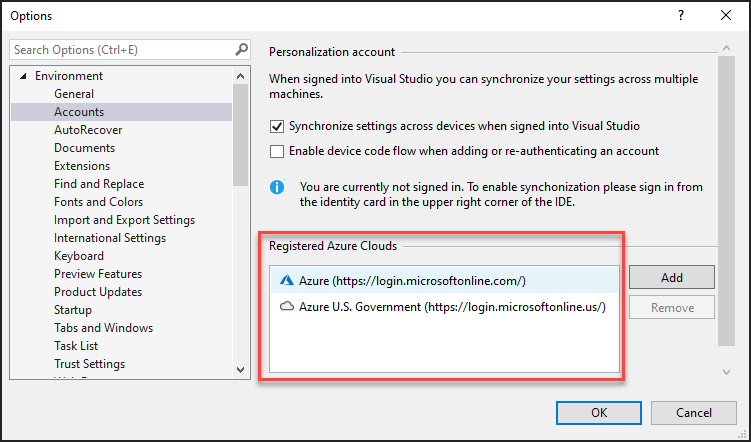 Options
?
Search Options (Ctrl+E)
Environment
General
Accounts
AutoRecover
Documents
Extensions
Find and Replace
Fonts and Colors
Import and Export Settings
International Settings
Keyboard
Preview Features
Product Updates
Startup
Tabs and Windows
Task List
Trust Settings
Personalization account
When signed into Visual Studio you can synchronize your settings across multiple
machines.
Synchronize settings across devices when signed into Visual Studio
Enable device code flow when adding or re-authenticating an account
You are currently not signed in. To enable synchonization please sign in from
the identity card in the upper right corner of the IDE.
Registered Azure Clouds
Azure (https://login.microsoftonline.com/)
Azure U.S. Government (https://login.microsoftonline.us/)
Add
Remove
OK
Cancel